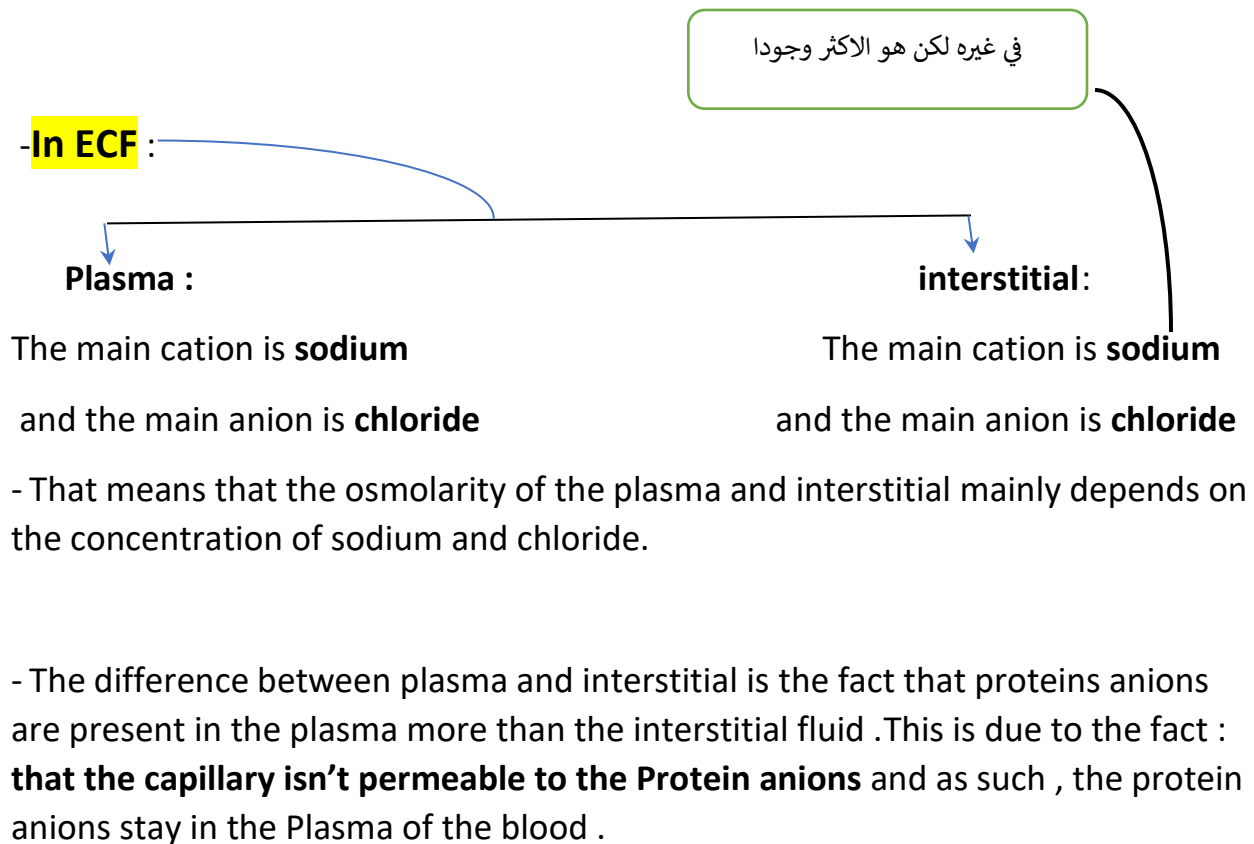 في غيره لكن هو الاكثر وجودا
-In ECF :
Plasma :
interstitial:
The main cation is sodium
The main cation is sodium
and the main anion is chloride
and the main anion is chloride
- That means that the osmolarity of the plasma and interstitial mainly depends on
the concentration of sodium and chloride.
- The difference between plasma and interstitial is the fact that proteins anions
are present in the plasma more than the interstitial fluid .This is due to the fact :
that the capillary isn’t permeable to the Protein anions and as such , the protein
anions stay in the Plasma of the blood .